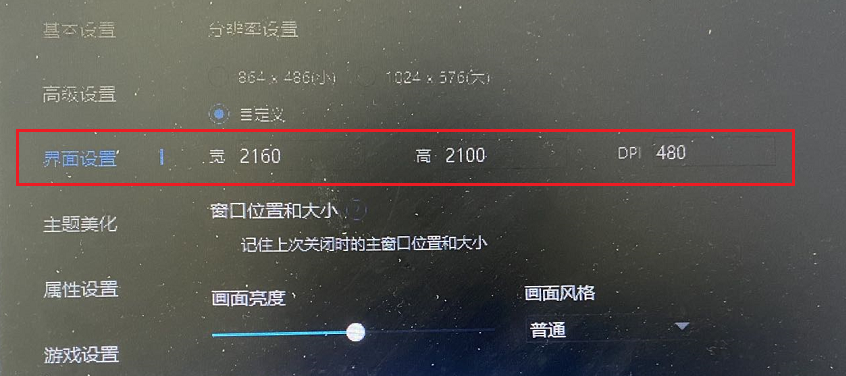 基本设置
分辨率设置
864 x 486(小)
1024 x 576(大)
高级设置
自定义
界面设置
宽 2160
高 2100
DPI 480
窗口位置和大小
主题美化
记住上次关闭时的主窗口位置和大小
属性设置
画面亮度
画面风格
普通
游戏设置